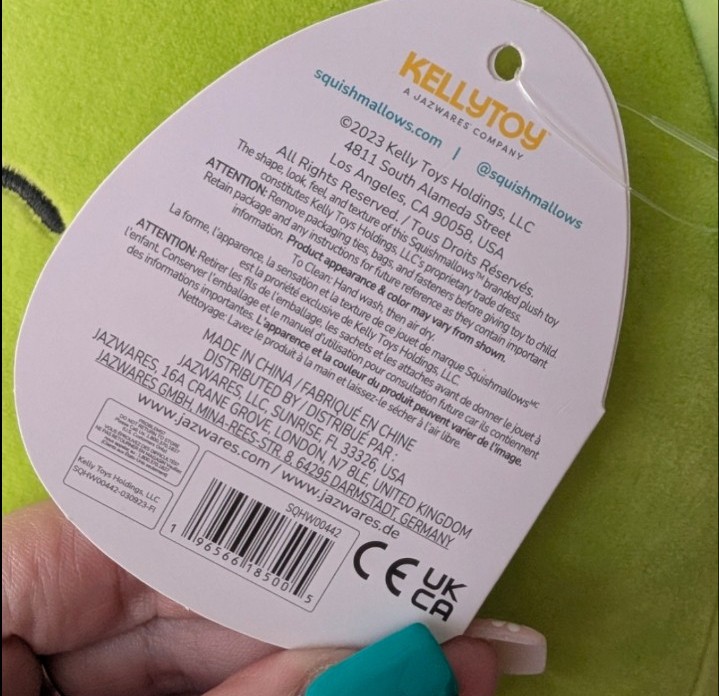 KELLYTOY
A JAZWARES COMPANY
squishmallows.com | @squishmallows
©2023 Kelly Toys Holdings, LLC
4811 South Alameda Street
Los Angeles, CA 90058, USA
All Rights Reserved. / Tous Droits Réservés.
The shape, look, feel, and texture of this Squishmallows™ branded plush toy
constitutes Kelly Toys Holdings, LLC's proprietary trade dress.
ATTENTION: Remove packaging ties, bags, and fasteners before giving toy to child.
Retain package and any instructions for future reference as they contain important
information. Product appearance & color may vary from shown.
To Clean: Hand wash, then air dry.
La forme, l'apparence, la sensation et la texture de ce jouet de marque Squishmallowsᴹᶜ
est la propriété exclusive de Kelly Toys Holdings, LLC.
ATTENTION: Retirer les fils de l'emballage, les sachets et les attaches avant de donner le jouet à
l'enfant. Conserver l'emballage et le manuel d'utilisation pour consultation future car ils contiennent
des informations importantes. L'apparence et la couleur du produit peuvent varier de l'image.
Nettoyage: Lavez le produit à la main et laissez-le sécher à l'air libre.
MADE IN CHINA / FABRIQUÉ EN CHINE
DISTRIBUTED BY / DISTRIBUÉ PAR :
JAZWARES, LLC, SUNRISE, FL 33326, USA
JAZWARES, 16A CRANE GROVE, LONDON, N7 8LE, UNITED KINGDOM
JAZWARES GMBH, MINA-REES-STR. 8, 64295 DARMSTADT, GERMANY
www.jazwares.com / www.jazwares.de
Kelly Toys Holdings, LLC
SQHW00442-030923-FI
SQHW00442
1 96566 18500 5
CE
UK
CA